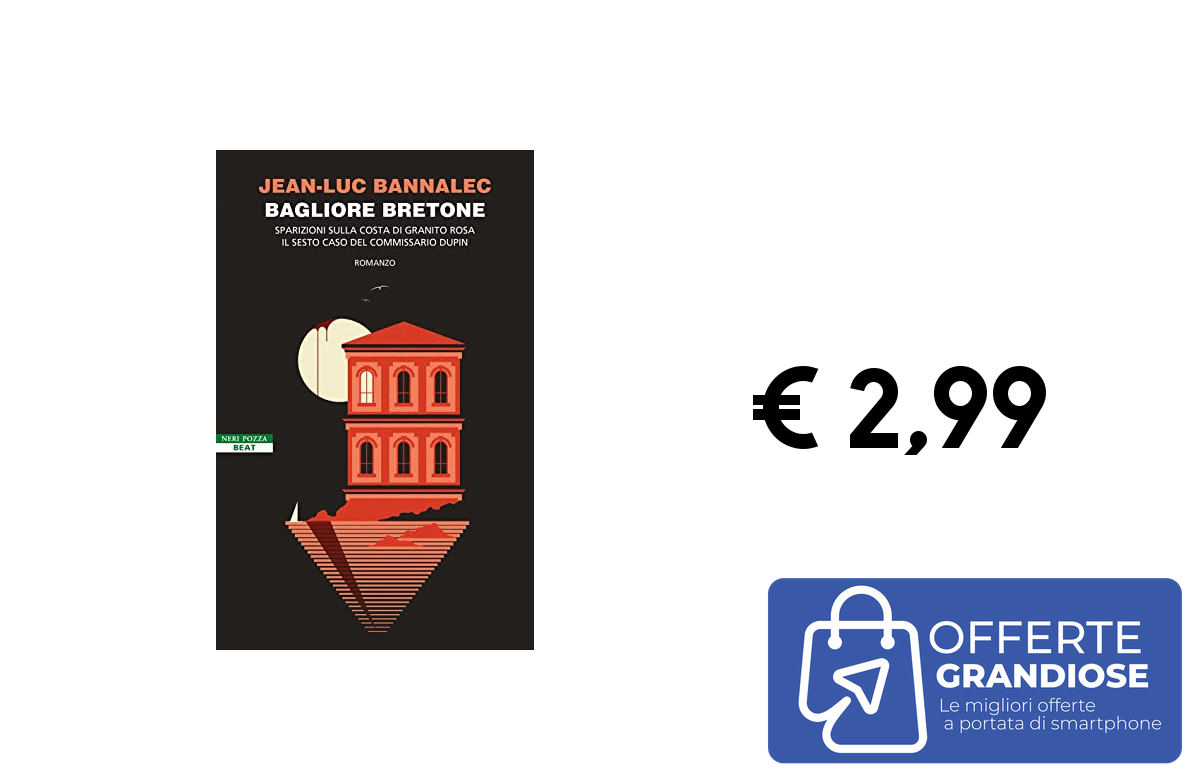 JEAN-LUC BANNALEC
BAGLIORE BRETONE
SPARIZIONI SULLA COSTA DI GRANITO ROSA
IL SESTO CASO DEL COMMISSARIO DUPIN
ROMANZO
NERI POZZA
BEAT
€ 2,99
OFFERTE
GRANDIOSE
Le migliori offerte
a portata di smartphone